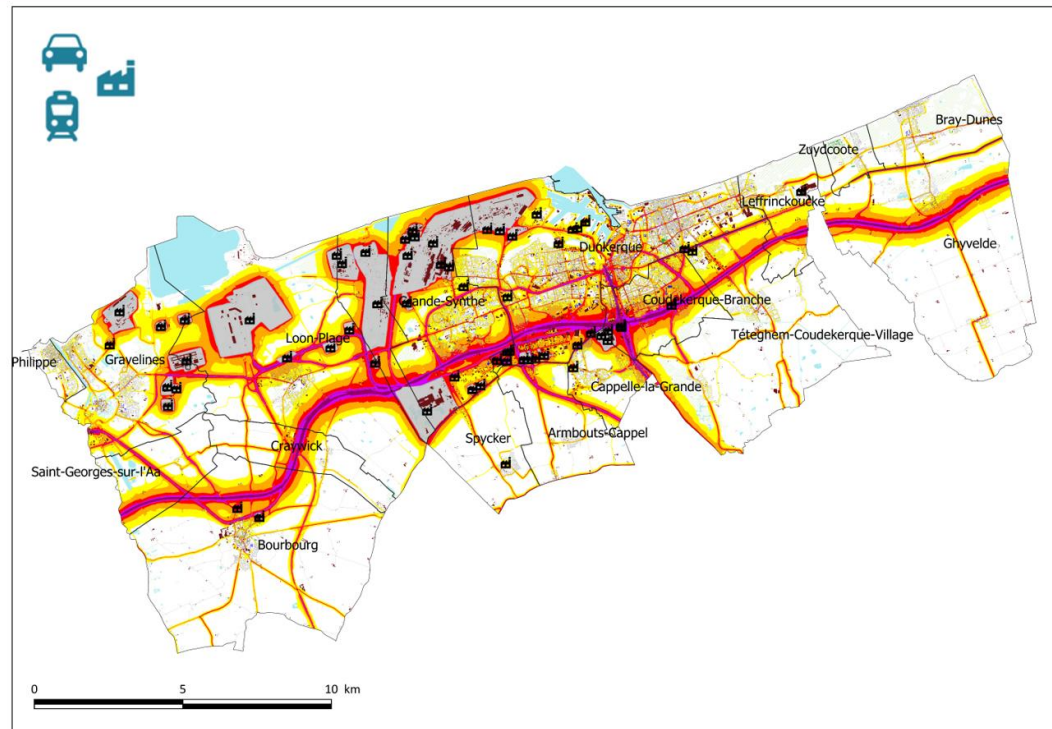 Bray-Dunes
Zuydcoote
Leffrinckoucke
Dunkerque
Ghyvelde
Grande-Synthe
Coudekerque-Branche
Loon-Plage
Téteghem-Coudekerque-Village
Philippe
Gravelines
Cappelle-la-Grande
Armbouts-Cappel
Spycker
Craywick
Saint-Georges-sur-l'Aa
Bourbourg
0 5 10 km